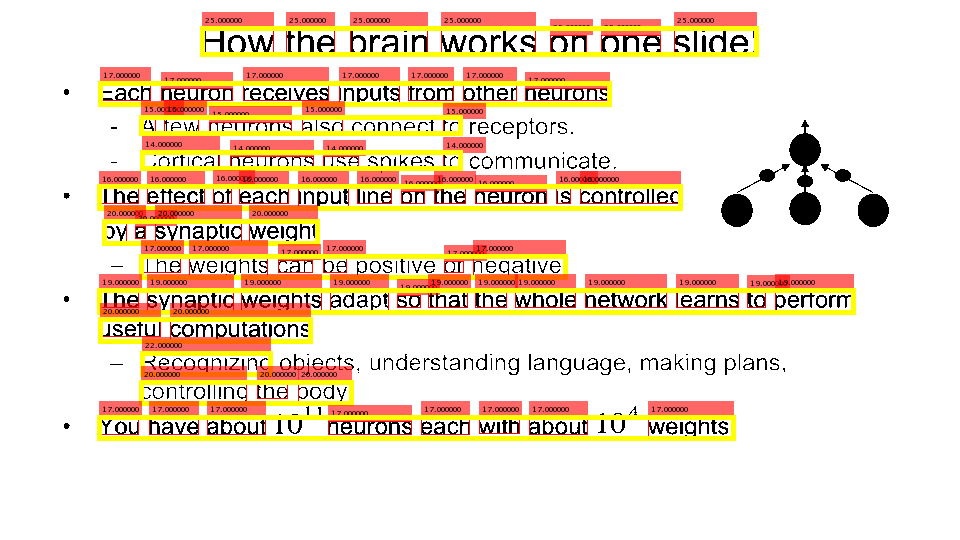 How the brain works on one slide!
• Each neuron receives inputs from other neurons
- A few neurons also connect to receptors.
- Cortical neurons use spikes to communicate.
• The effect of each input line on the neuron is controlled
by a synaptic weight
– The weights can be positive or negative
• The synaptic weights adapt so that the whole network learns to perform
useful computations
– Recognizing objects, understanding language, making plans,
controlling the body
• You have about 10^11 neurons each with about 10^4 weights